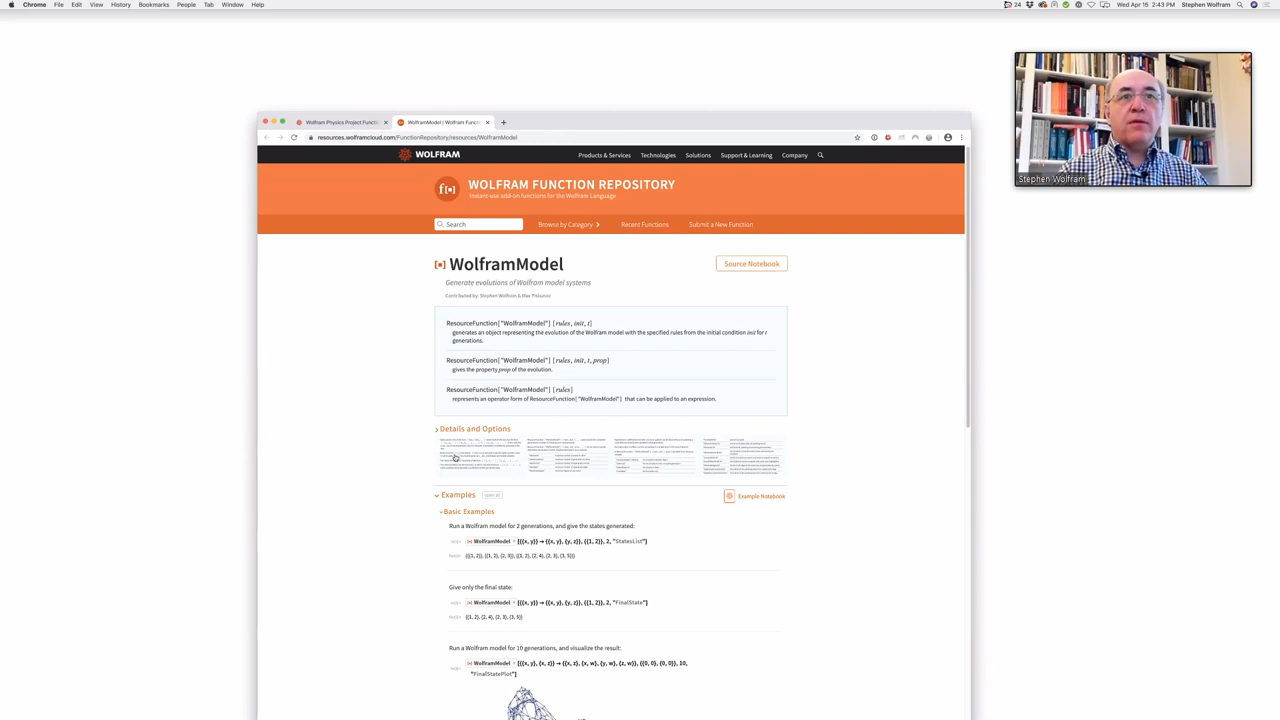 Chrome File Edit View History Bookmarks People Tab Window Help
24 Wed Apr 15 2:43 PM Stephen Wolfram
Stephen Wolfram
Wolfram Physics Project Functi
WolframModel | Wolfram Func
resources.wolframcloud.com/FunctionRepository/resources/WolframModel
WOLFRAM Products & Services Technologies Solutions Support & Learning Company
WOLFRAM FUNCTION REPOSITORY
Instant-use add-on functions for the Wolfram Language
Search Browse by Category Recent Functions Submit a New Function
WolframModel Source Notebook
Generate evolutions of Wolfram model systems
Contributed by: Stephen Wolfram & Max Piskunov
ResourceFunction["WolframModel"] [rules, init, t]
generates an object representing the evolution of the Wolfram model with the specified rules from the initial condition init for t
generations.
ResourceFunction["WolframModel"] [rules, init, t, prop]
gives the property prop of the evolution.
ResourceFunction["WolframModel"] [rules]
represents an operator form of ResourceFunction["WolframModel"] that can be applied to an expression.
Details and Options
Examples open all Example Notebook
Basic Examples
Run a Wolfram model for 2 generations, and give the states generated:
WolframModel [{{x, y}} → {{x, y}, {y, z}}, {{1, 2}}, 2, "StatesList"]
{{{1, 2}}, {{1, 2}, {2, 3}}, {{1, 2}, {2, 4}, {2, 3}, {3, 5}}}
Give only the final state:
WolframModel [{{x, y}} → {{x, y}, {y, z}}, {{1, 2}}, 2, "FinalState"]
{{1, 2}, {2, 4}, {2, 3}, {3, 5}}
Run a Wolfram model for 10 generations, and visualize the result:
WolframModel [{{x, y}, {x, z}} → {{x, z}, {x, w}, {y, w}, {z, w}}, {{0, 0}, {0, 0}}, 10,
"FinalStatePlot"]